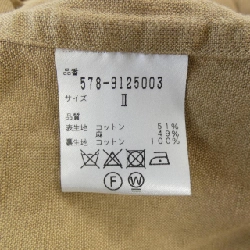 品番
578-9125003
サイズ
II
品質
表生地 コットン 51%
麻 49%
裏生地 コットン 100%
F W